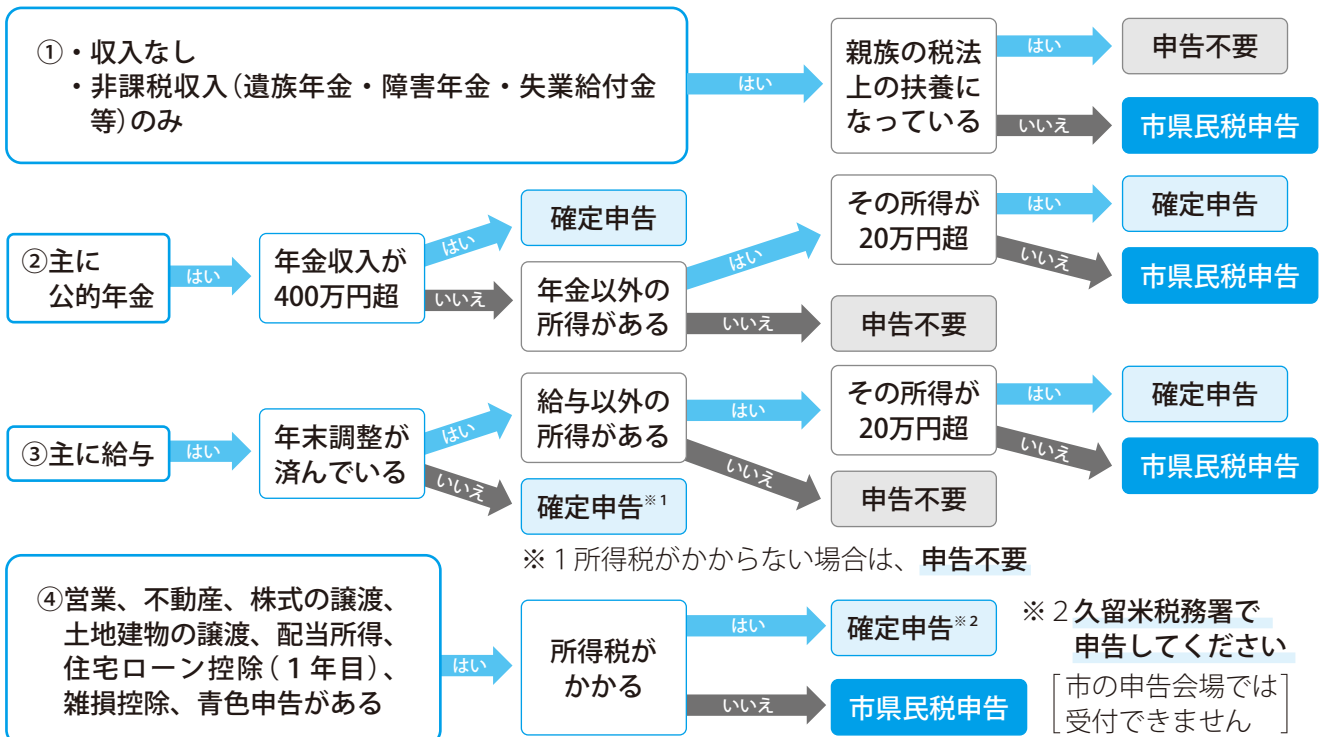 ①・収入なし
・非課税収入(遺族年金・障害年金・失業給付金
等)のみ
はい
親族の税法
上の扶養に
なっている
はい
申告不要
いいえ
市県民税申告
②主に
公的年金
はい
年金収入が
400万円超
はい
確定申告
いいえ
年金以外の
所得がある
はい
その所得が
20万円超
はい
確定申告
いいえ
市県民税申告
いいえ
申告不要
③主に給与
はい
年末調整が
済んでいる
はい
給与以外の
所得がある
はい
その所得が
20万円超
はい
確定申告
いいえ
市県民税申告
いいえ
申告不要
いいえ
確定申告※1
※1所得税がかからない場合は、申告不要
④営業、不動産、株式の譲渡、
土地建物の譲渡、配当所得、
住宅ローン控除(1年目)、
雑損控除、青色申告がある
はい
所得税が
かかる
はい
確定申告※2
いいえ
市県民税申告
※2久留米税務署で
申告してください
[市の申告会場では
受付できません]